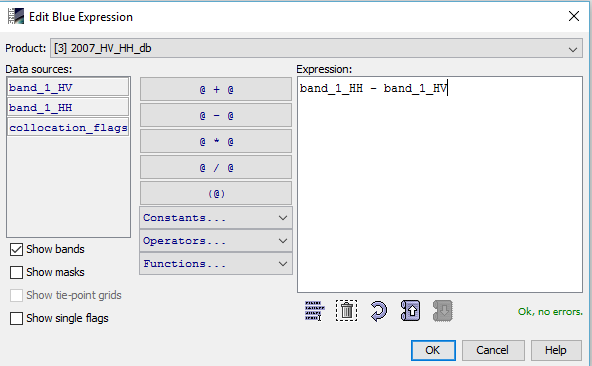 Edit Blue Expression
Product: [3] 2007_HV_HH_db
Data sources:
Expression:
band_1_HV
band_1_HH
collocation_flags
@ + @
@ - @
@ * @
@ / @
(@)
Constants...
Operators...
Functions...
band_1_HH - band_1_HV
Show bands
Show masks
Show tie-point grids
Show single flags
Ok, no errors.
OK
Cancel
Help